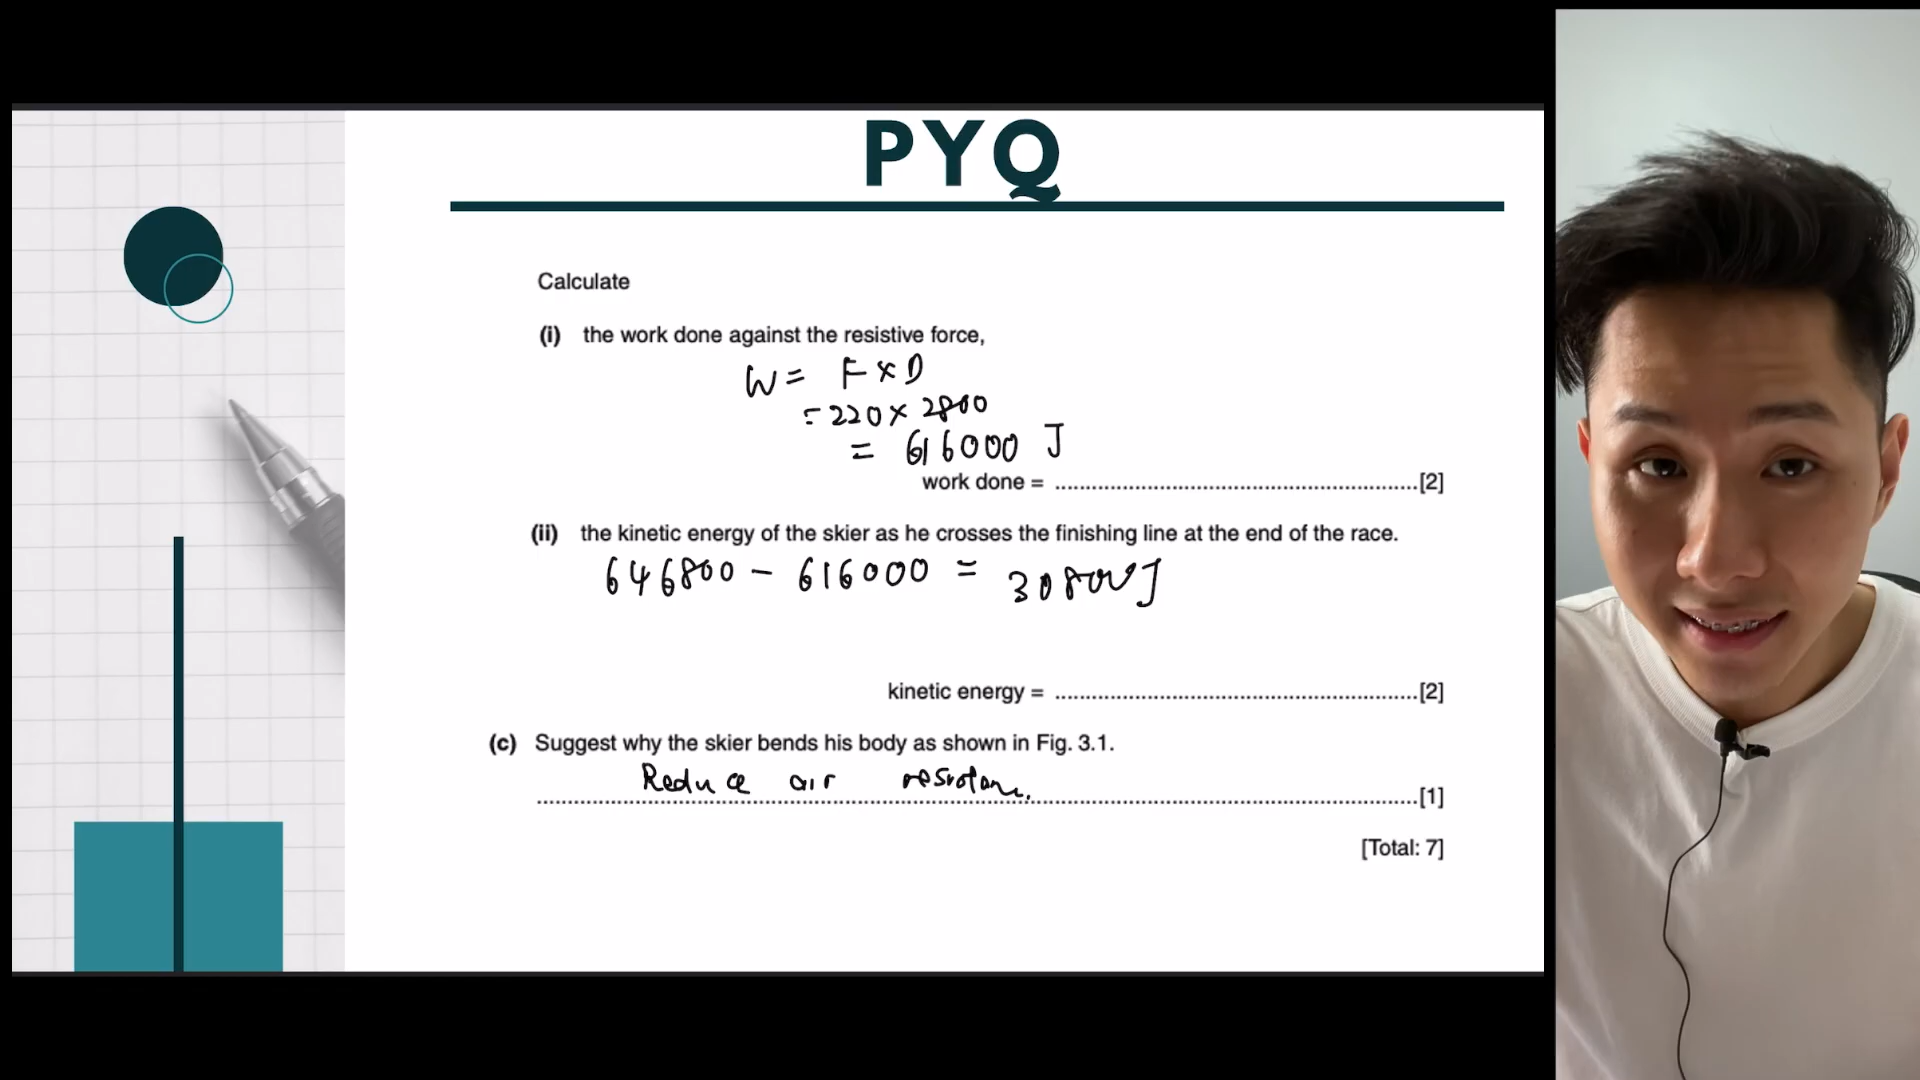 PYQ
Calculate
(i) the work done against the resistive force,
W = F × D
= 220 × 2800
= 616000 J
work done = ............................................................[2]
(ii) the kinetic energy of the skier as he crosses the finishing line at the end of the race.
646800 - 616000 = 30800 J
kinetic energy = ............................................................[2]
(c) Suggest why the skier bends his body as shown in Fig. 3.1.
Reduce air
............................................................[1]
[Total: 7]